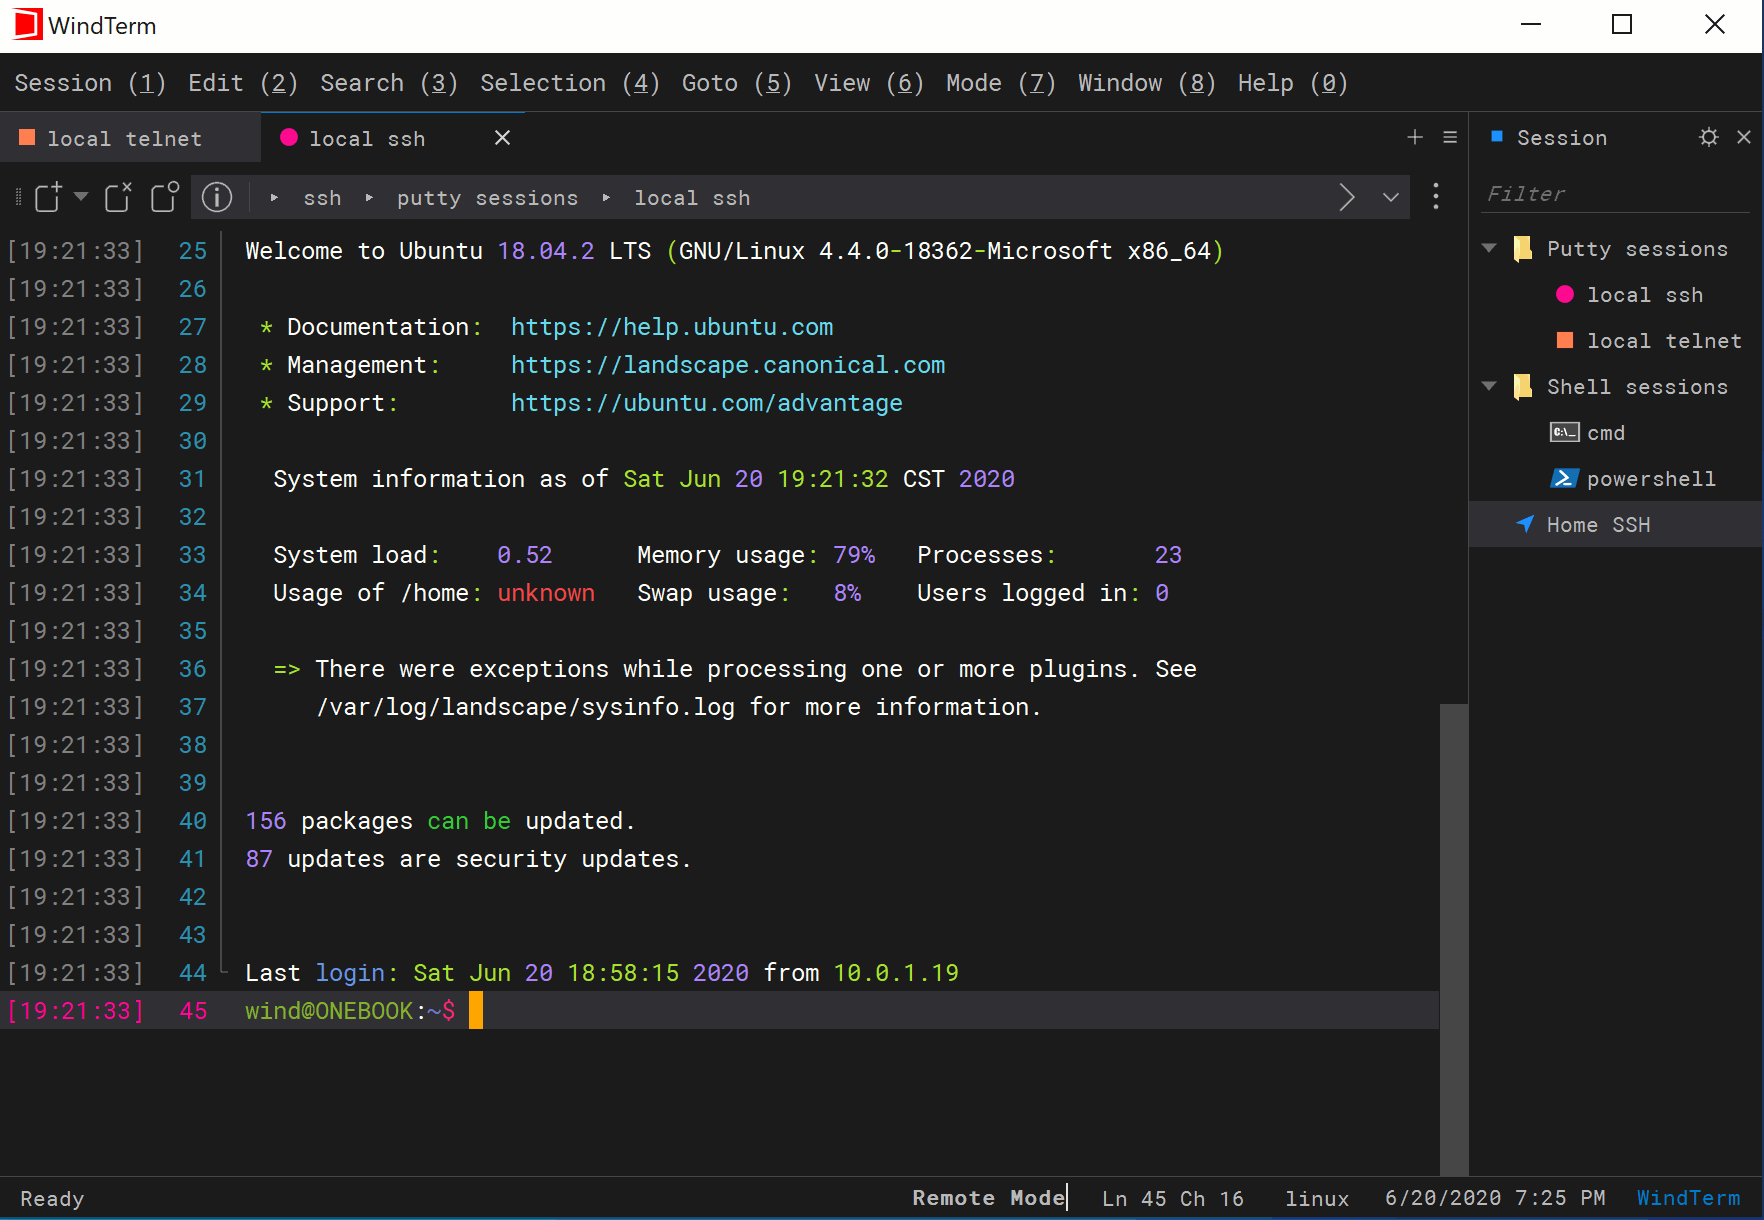 WindTerm
Session (1) Edit (2) Search (3) Selection (4) Goto (5) View (6) Mode (7) Window (8) Help (0)
local telnet
local ssh
ssh putty sessions local ssh
[19:21:33] 25 Welcome to Ubuntu 18.04.2 LTS (GNU/Linux 4.4.0-18362-Microsoft x86_64)
[19:21:33] 26
[19:21:33] 27 * Documentation: https://help.ubuntu.com
[19:21:33] 28 * Management: https://landscape.canonical.com
[19:21:33] 29 * Support: https://ubuntu.com/advantage
[19:21:33] 30
[19:21:33] 31 System information as of Sat Jun 20 19:21:32 CST 2020
[19:21:33] 32
[19:21:33] 33 System load: 0.52 Memory usage: 79% Processes: 23
[19:21:33] 34 Usage of /home: unknown Swap usage: 8% Users logged in: 0
[19:21:33] 35
[19:21:33] 36 => There were exceptions while processing one or more plugins. See
[19:21:33] 37 /var/log/landscape/sysinfo.log for more information.
[19:21:33] 38
[19:21:33] 39
[19:21:33] 40 156 packages can be updated.
[19:21:33] 41 87 updates are security updates.
[19:21:33] 42
[19:21:33] 43
[19:21:33] 44 Last login: Sat Jun 20 18:58:15 2020 from 10.0.1.19
[19:21:33] 45 wind@ONEBOOK:~$
Session
Filter
Putty sessions
local ssh
local telnet
Shell sessions
C:\_ cmd
powershell
Home SSH
Ready Remote Mode Ln 45 Ch 16 linux 6/20/2020 7:25 PM WindTerm